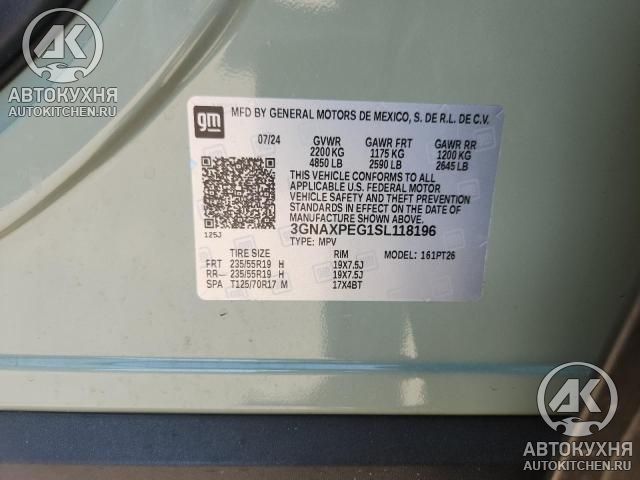 АК
АВТОКУХНЯ
AUTOKITCHEN.RU
gm
MFD BY GENERAL MOTORS DE MEXICO, S. DE R.L. DE C.V.
07/24 GVWR GAWR FRT GAWR RR
2200 KG 1175 KG 1200 KG
4850 LB 2590 LB 2645 LB
THIS VEHICLE CONFORMS TO ALL
APPLICABLE U.S. FEDERAL MOTOR
VEHICLE SAFETY AND THEFT PREVENTION
STANDARDS IN EFFECT ON THE DATE OF
MANUFACTURE SHOWN ABOVE.
3GNAXPEG1SL118196
125J
TYPE: MPV MODEL: 161PT26
TIRE SIZE RIM
FRT 235/55R19 H 19X7.5J
RR 235/55R19 H 19X7.5J
SPA T125/70R17 M 17X4BT
АК
АВТОКУХНЯ
AUTOKITCHEN.RU